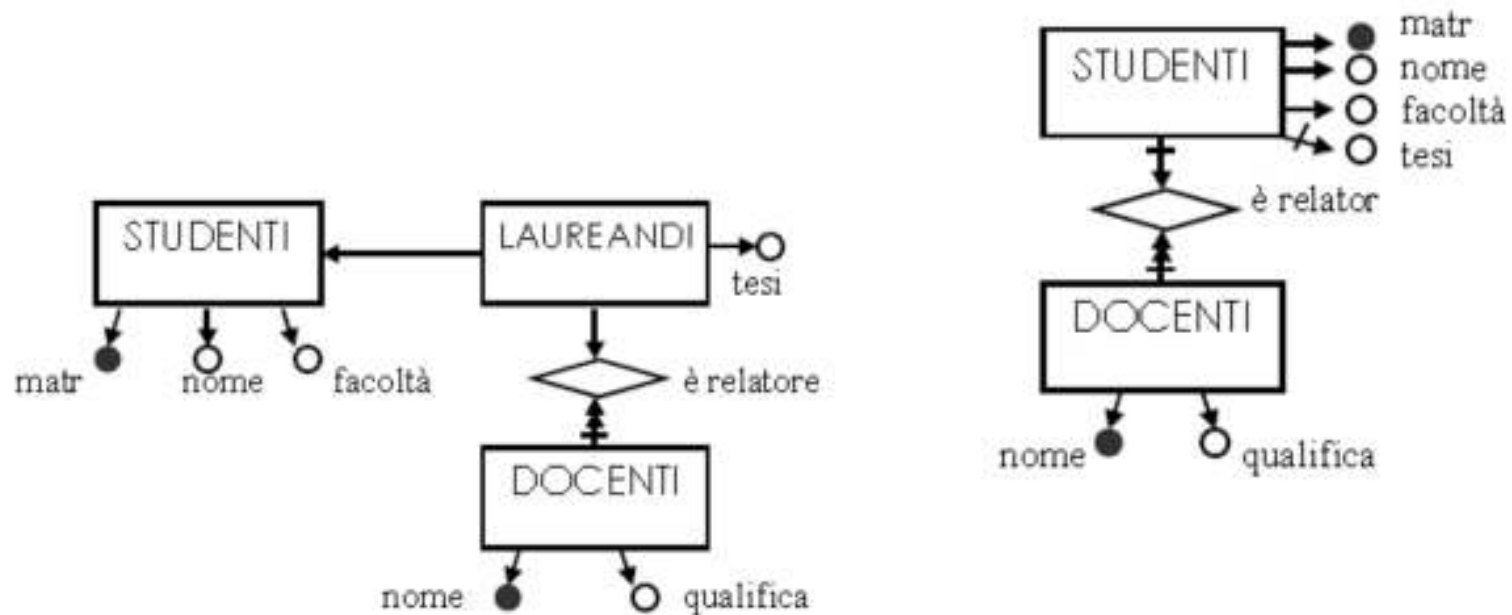 STUDENTI
LAUREANDI
tesi
matr
nome
facoltà
è relatore
DOCENTI
nome
qualifica
STUDENTI
matr
nome
facoltà
tesi
è relator
DOCENTI
nome
qualifica